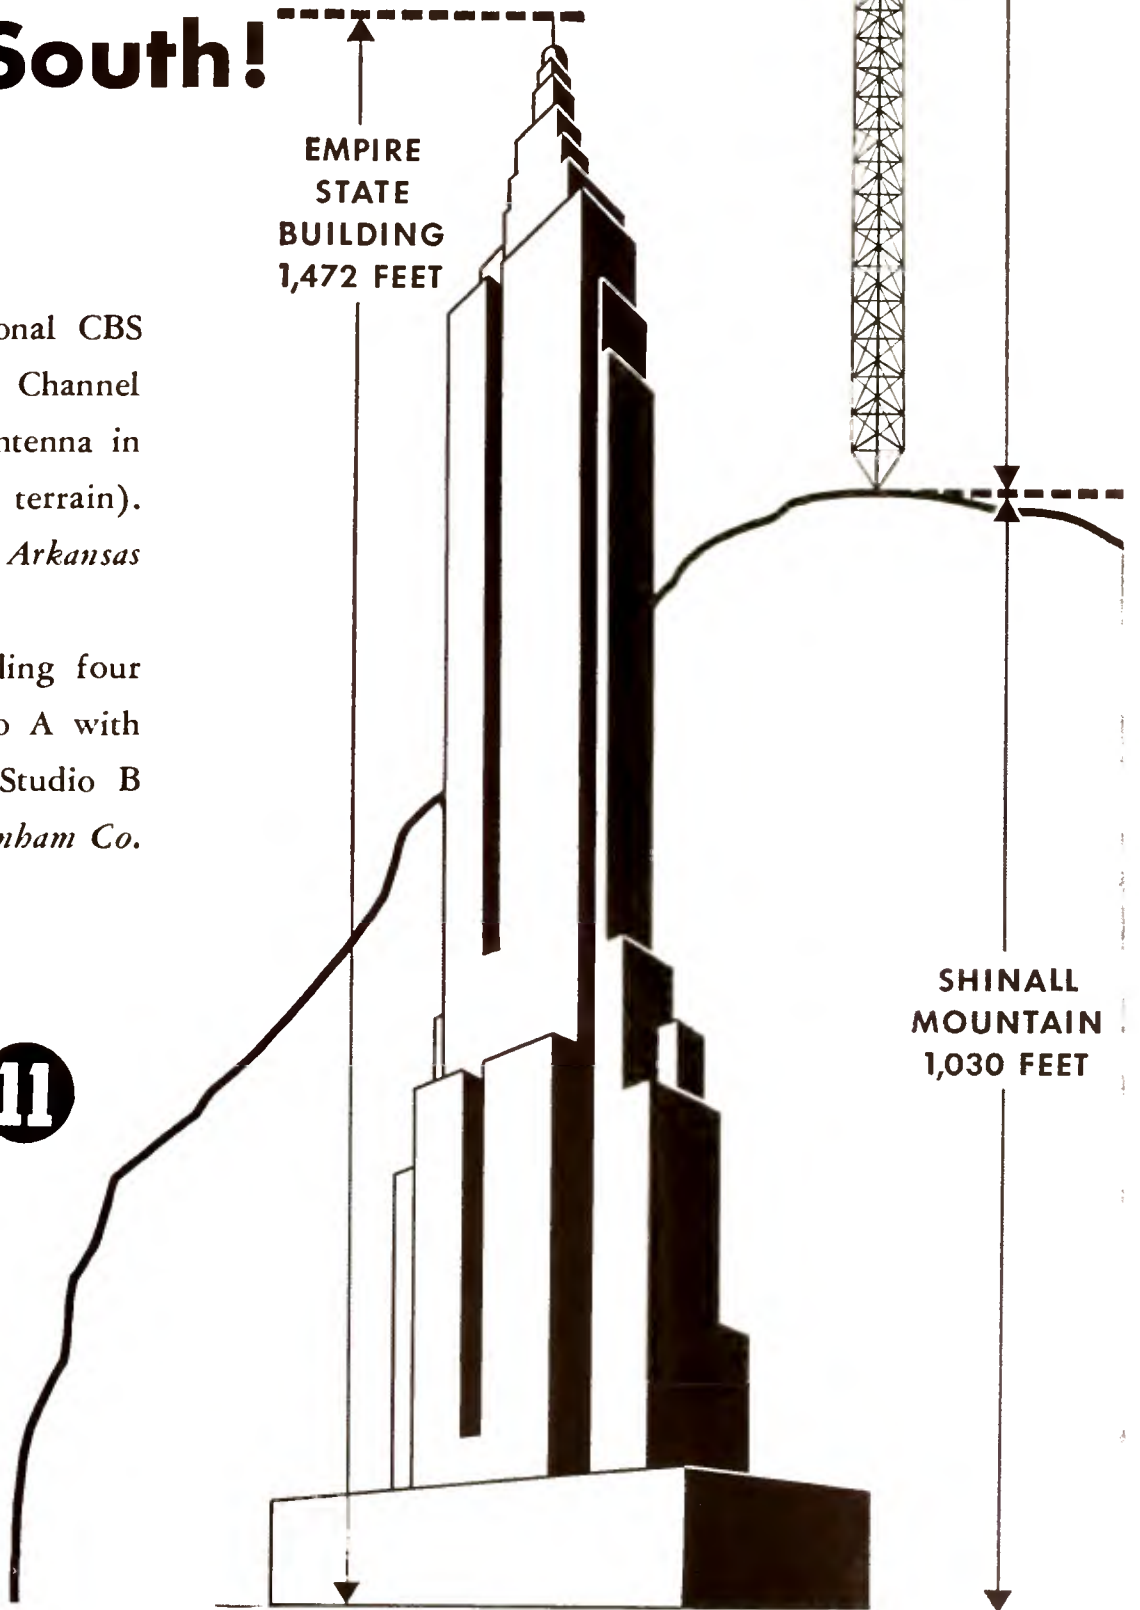 South!
EMPIRE
STATE
BUILDING
1,472 FEET
onal CBS
Channel
ntenna in
terrain).
Arkansas
ling four
o A with
Studio B
nham Co.
11
SHINALL
MOUNTAIN
1,030 FEET